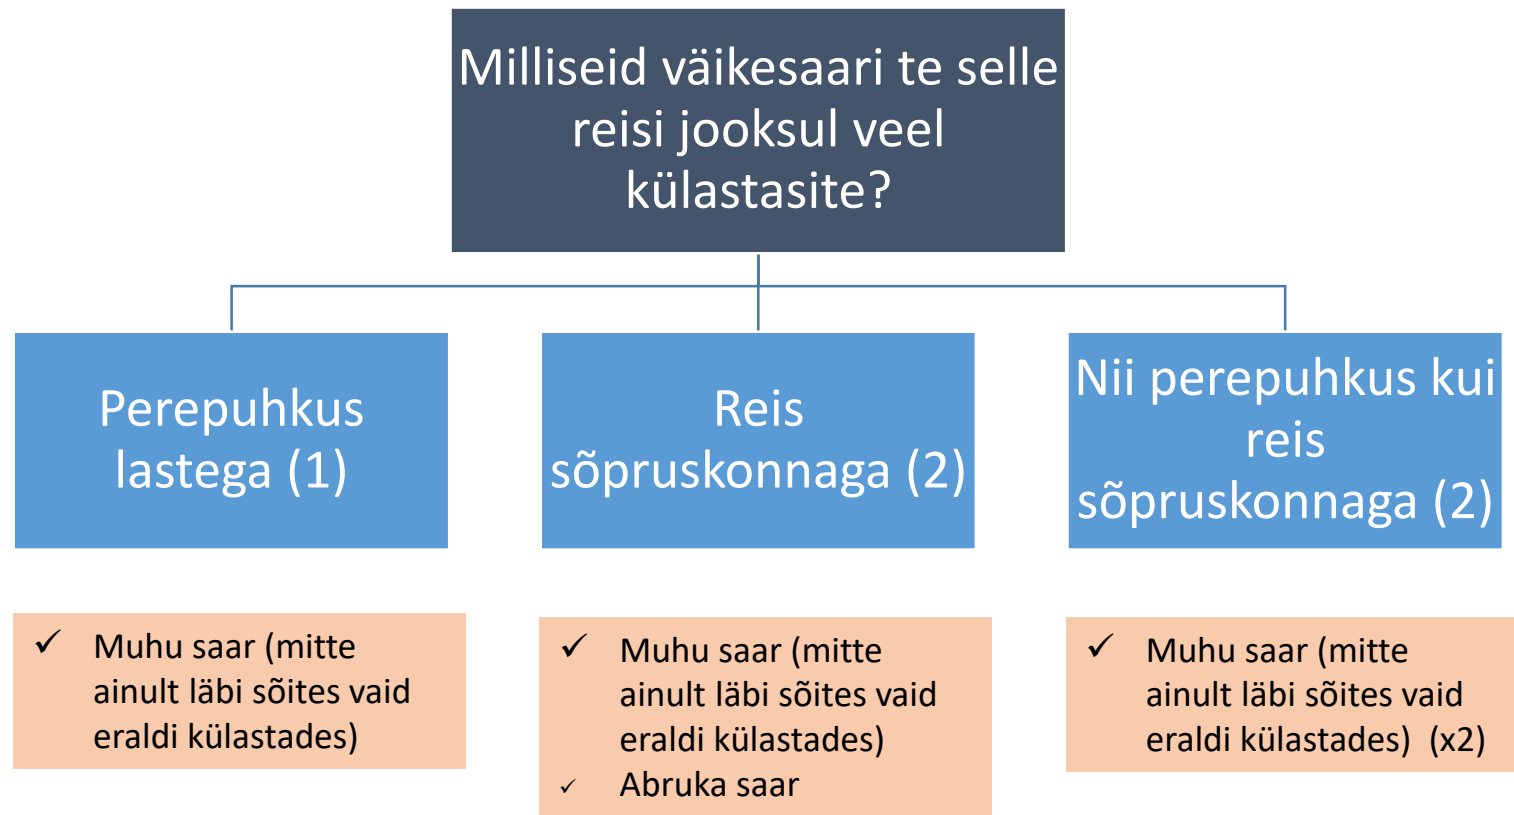 Milliseid väikesaari te selle
reisi jooksul veel
külastasite?
Perepuhkus
lastega (1)
Reis
sõpruskonnaga (2)
Nii perepuhkus kui
reis
sõpruskonnaga (2)
✓ Muhu saar (mitte
ainult läbi sõites vaid
eraldi külastades)
✓ Muhu saar (mitte
ainult läbi sõites vaid
eraldi külastades)
✓ Abruka saar
✓ Muhu saar (mitte
ainult läbi sõites vaid
eraldi külastades) (x2)